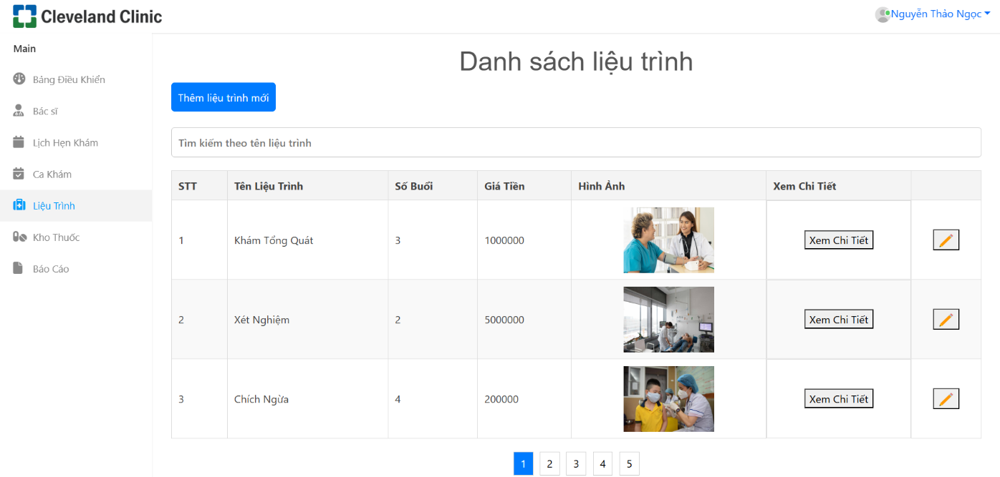 Cleveland Clinic
Nguyễn Thảo Ngọc
Main
Bảng Điều Khiển
Bác sĩ
Lịch Hẹn Khám
Ca Khám
Liệu Trình
Kho Thuốc
Báo Cáo
Danh sách liệu trình
Thêm liệu trình mới
Tìm kiếm theo tên liệu trình
STT Tên Liệu Trình Số Buổi Giá Tiền Hình Ảnh Xem Chi Tiết
1 Khám Tổng Quát 3 1000000 Xem Chi Tiết
2 Xét Nghiệm 2 5000000 Xem Chi Tiết
3 Chích Ngừa 4 200000 Xem Chi Tiết
1 2 3 4 5